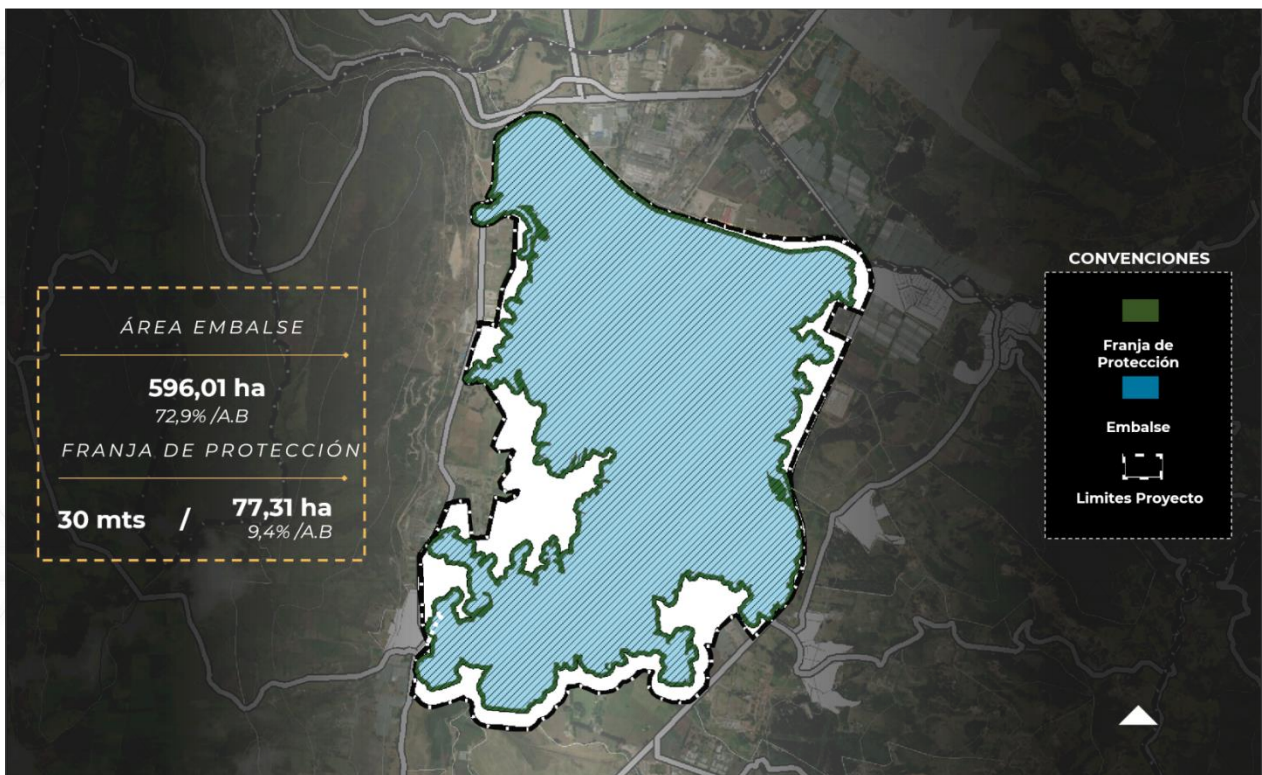 ÁREA EMBALSE
596,01 ha
72,9% /A.B
FRANJA DE PROTECCIÓN
30 mts / 77,31 ha
9,4% /A.B
CONVENCIONES
Franja de
Protección
Embalse
Limites Proyecto